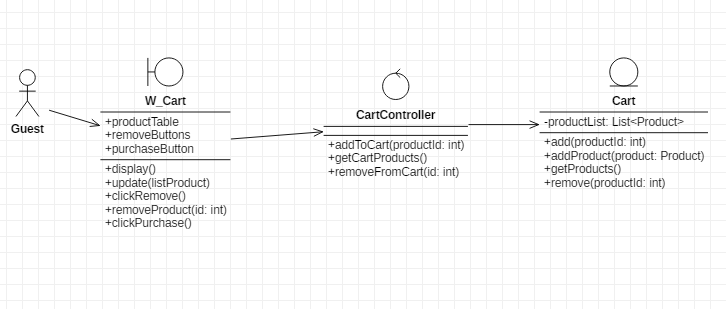 Guest
W_Cart
+productTable
+removeButtons
+purchaseButton
+display()
+update(listProduct)
+clickRemove()
+removeProduct(id: int)
+clickPurchase()
CartController
+addToCart(productId: int)
+getCartProducts()
+removeFromCart(id: int)
Cart
-productList: List<Product>
+add(productId: int)
+addProduct(product: Product)
+getProducts()
+remove(productId: int)